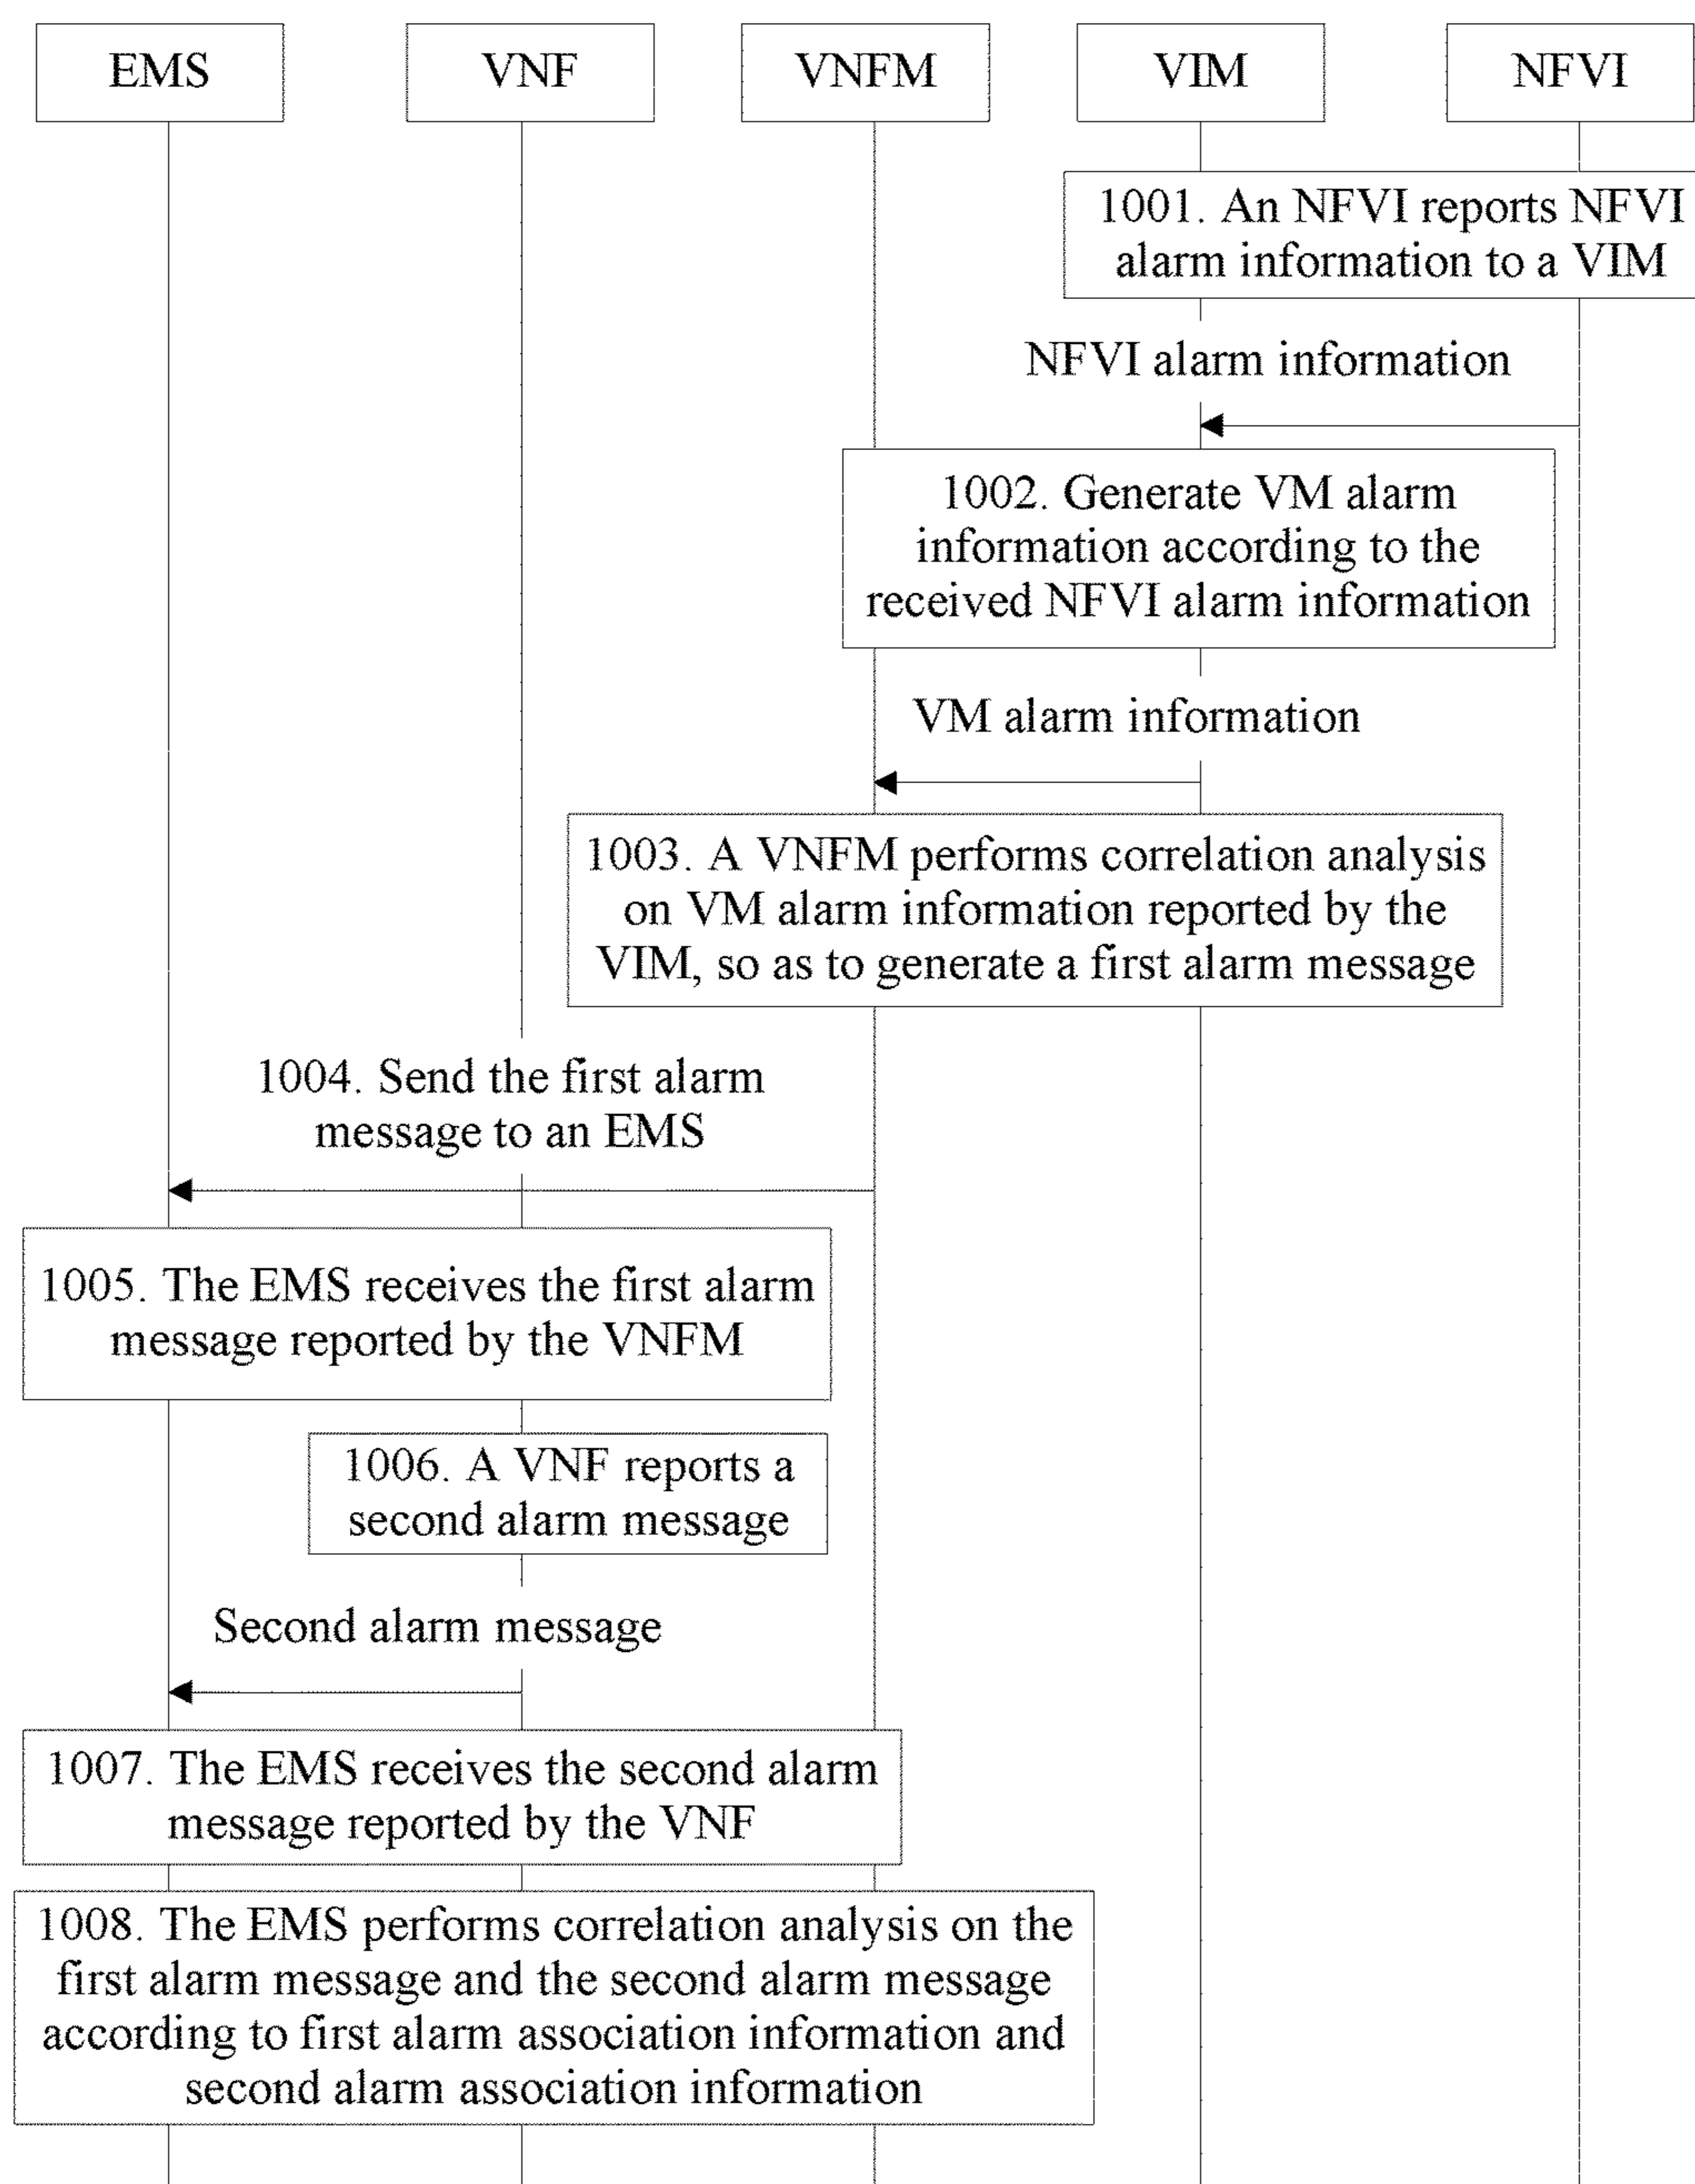 EMS
VNF
VNFM
VIM
NFVI
1001. An NFVI reports NFVI
alarm information to a VIM
NFVI alarm information
1002. Generate VM alarm
information according to the
received NFVI alarm information
VM alarm information
1003. A VNFM performs correlation analysis
on VM alarm information reported by the
VIM, so as to generate a first alarm message
1004. Send the first alarm
message to an EMS
1005. The EMS receives the first alarm
message reported by the VNFM
1006. A VNF reports a
second alarm message
Second alarm message
1007. The EMS receives the second alarm
message reported by the VNF
1008. The EMS performs correlation analysis on the
first alarm message and the second alarm message
according to first alarm association information and
second alarm association information